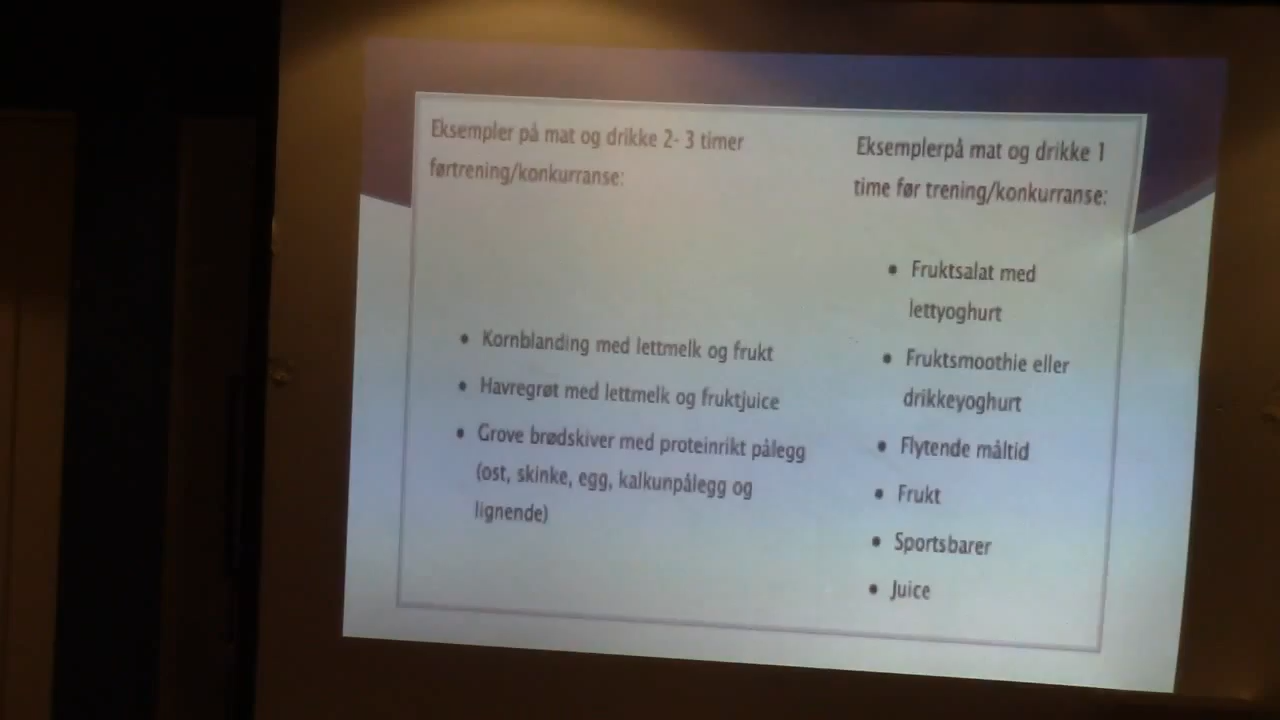 Eksempler på mat og drikke 2- 3 timer
førtrening/konkurranse:
• Kornblanding med lettmelk og frukt
• Havregrøt med lettmelk og fruktjuice
• Grove brødskiver med proteinrikt pålegg
(ost, skinke, egg, kalkunpålegg og
lignende)
Eksemplerpå mat og drikke 1
time før trening/konkurranse:
• Fruktsalat med
lettyoghurt
• Fruktsmoothie eller
drikkeyoghurt
• Flytende måltid
• Frukt
• Sportsbarer
• Juice